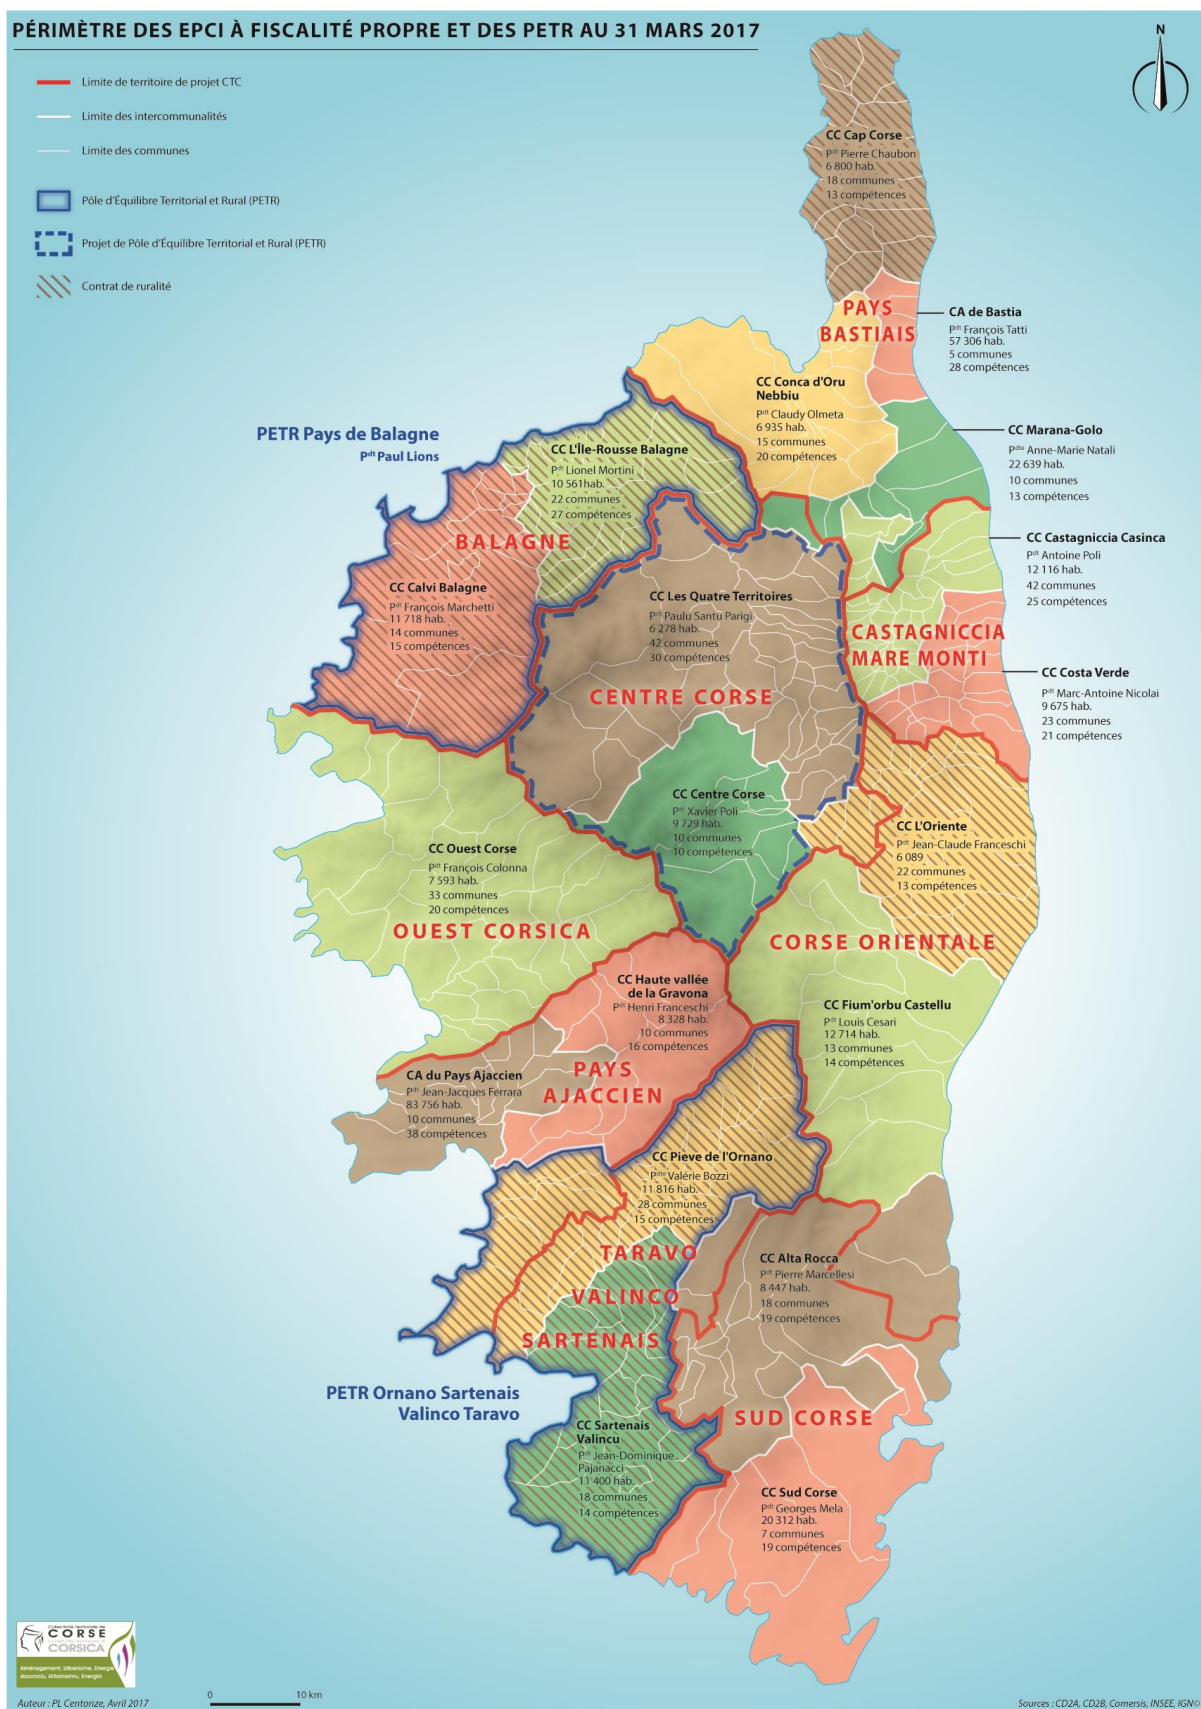 PÉRIMÈTRE DES EPCI À FISCALITÉ PROPRE ET DES PETR AU 31 MARS 2017
N
Limite de territoire de projet CTC
Limite des intercommunalités
Limite des communes
Pôle d'Équilibre Territorial et Rural (PETR)
Projet de Pôle d'Équilibre Territorial et Rural (PETR)
Contrat de ruralité
CC Cap Corse
Pdt Pierre Chaubon
6 800 hab.
18 communes
13 compétences
PAYS
BASTIAIS
CA de Bastia
Pdt François Tatti
57 306 hab.
5 communes
28 compétences
CC Conca d'Oru
Nebbiu
Pdt Claudy Olmeta
6 935 hab.
15 communes
20 compétences
PETR Pays de Balagne
Pdt Paul Lions
CC Marana-Golo
Pdte Anne-Marie Natali
22 639 hab.
10 communes
13 compétences
CC L'Île-Rousse Balagne
Pdt Lionel Mortini
10 561hab.
22 communes
27 compétences
BALAGNE
CC Castagniccia Casinca
Pdt Antoine Poli
12 116 hab.
42 communes
25 compétences
CC Calvi Balagne
Pdt François Marchetti
11 718 hab.
14 communes
15 compétences
CC Les Quatre Territoires
Pdt Paulu Santu Parigi
6 278 hab.
42 communes
30 compétences
CASTAGNICCIA
MARE MONTI
CENTRE CORSE
CC Costa Verde
Pdt Marc-Antoine Nicolai
9 675 hab.
23 communes
21 compétences
CC Centre Corse
Pdt Xavier Poli
9 729 hab.
10 communes
10 compétences
CC L'Oriente
Pdt Jean-Claude Franceschi
6 089
22 communes
13 compétences
CC Ouest Corse
Pdt François Colonna
7 593 hab.
33 communes
20 compétences
OUEST CORSICA
CORSE ORIENTALE
CC Haute vallée
de la Gravona
Pdt Henri Franceschi
8 328 hab.
10 communes
16 compétences
CC Fium'orbu Castellu
Pdt Louis Cesari
12 714 hab.
13 communes
14 compétences
PAYS
AJACCIEN
CA du Pays Ajaccien
Pdt Jean-Jacques Ferrara
83 756 hab.
10 communes
38 compétences
CC Pieve de l'Ornano
Pdte Valérie Bozzi
11 816 hab.
28 communes
15 compétences
TARAVO
VALINCO
SARTENAIS
CC Alta Rocca
Pdt Pierre Marcellesi
8 447 hab.
18 communes
19 compétences
PETR Ornano Sartenais
Valinco Taravo
SUD CORSE
CC Sartenais
Valincu
Pdt Jean-Dominique
Pajanacci
11 400 hab.
18 communes
14 compétences
CC Sud Corse
Pdt Georges Mela
20 312 hab.
7 communes
19 compétences
CORSE
CORSICA
Aménagement, Urbanisme, Energie
Acconciu, Urbanisimu, Energia
0 10 km
Auteur : PL Centonze, Avril 2017
Sources : CD2A, CD2B, Comersis, INSEE, IGN©